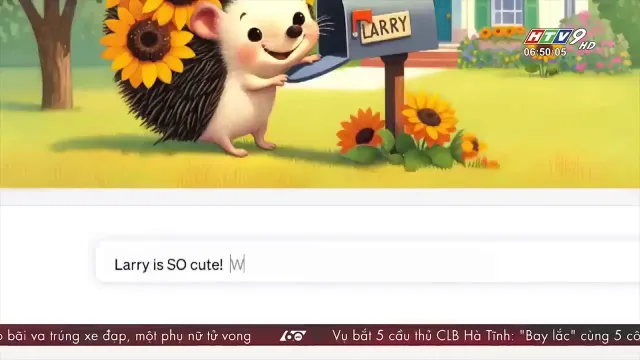 LARRY
HTV9 HD
06:50:05
Larry is SO cute! W
bãi va trúng xe đạp, một phụ nữ tử vong
60s Vụ bắt 5 cầu thủ CLB Hà Tĩnh: "Bay lắc" cùng 5 c